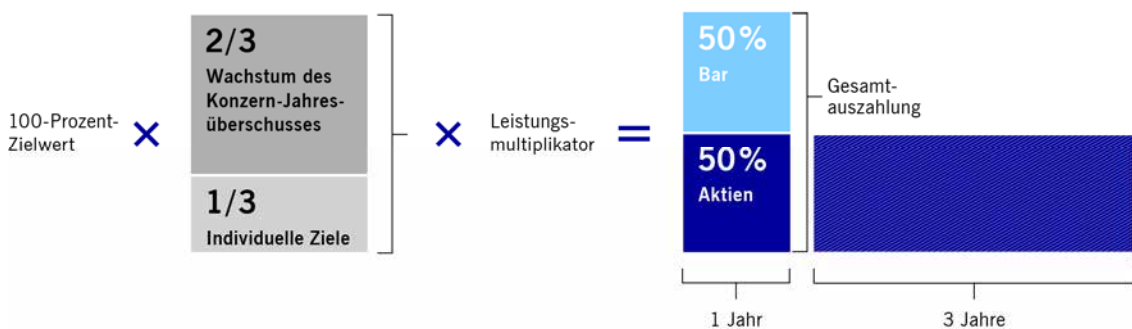 100-Prozent-
Zielwert
×
2/3
Wachstum des
Konzern-Jahres-
überschusses
1/3
Individuelle Ziele
×
Leistungs-
multiplikator
=
50%
Bar
50%
Aktien
Gesamt-
auszahlung
1 Jahr
3 Jahre